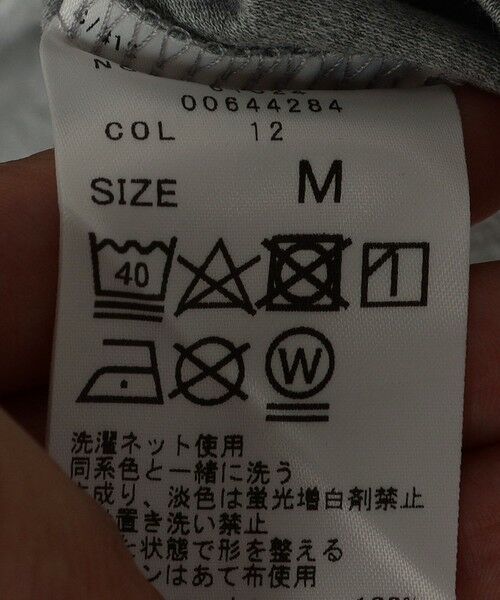 00644284
COL 12
SIZE M
40
W
洗濯ネット使用
同系色と一緒に洗う
成り、淡色は蛍光増白剤禁止
置き洗い禁止
状態で形を整える
ンはあて布使用